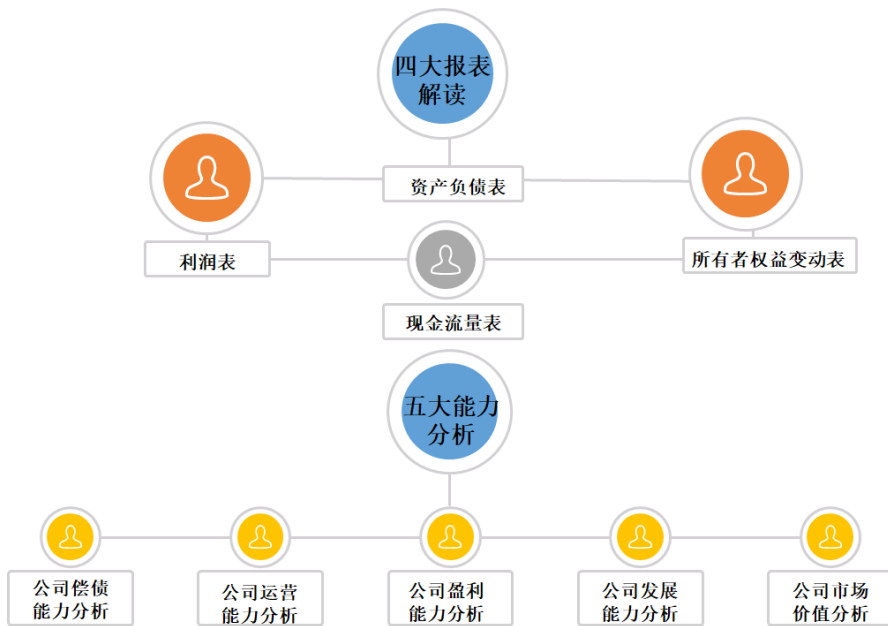 四大报表
解读
资产负债表
利润表
所有者权益变动表
现金流量表
五大能力
分析
公司偿债
能力分析
公司运营
能力分析
公司盈利
能力分析
公司发展
能力分析
公司市场
价值分析